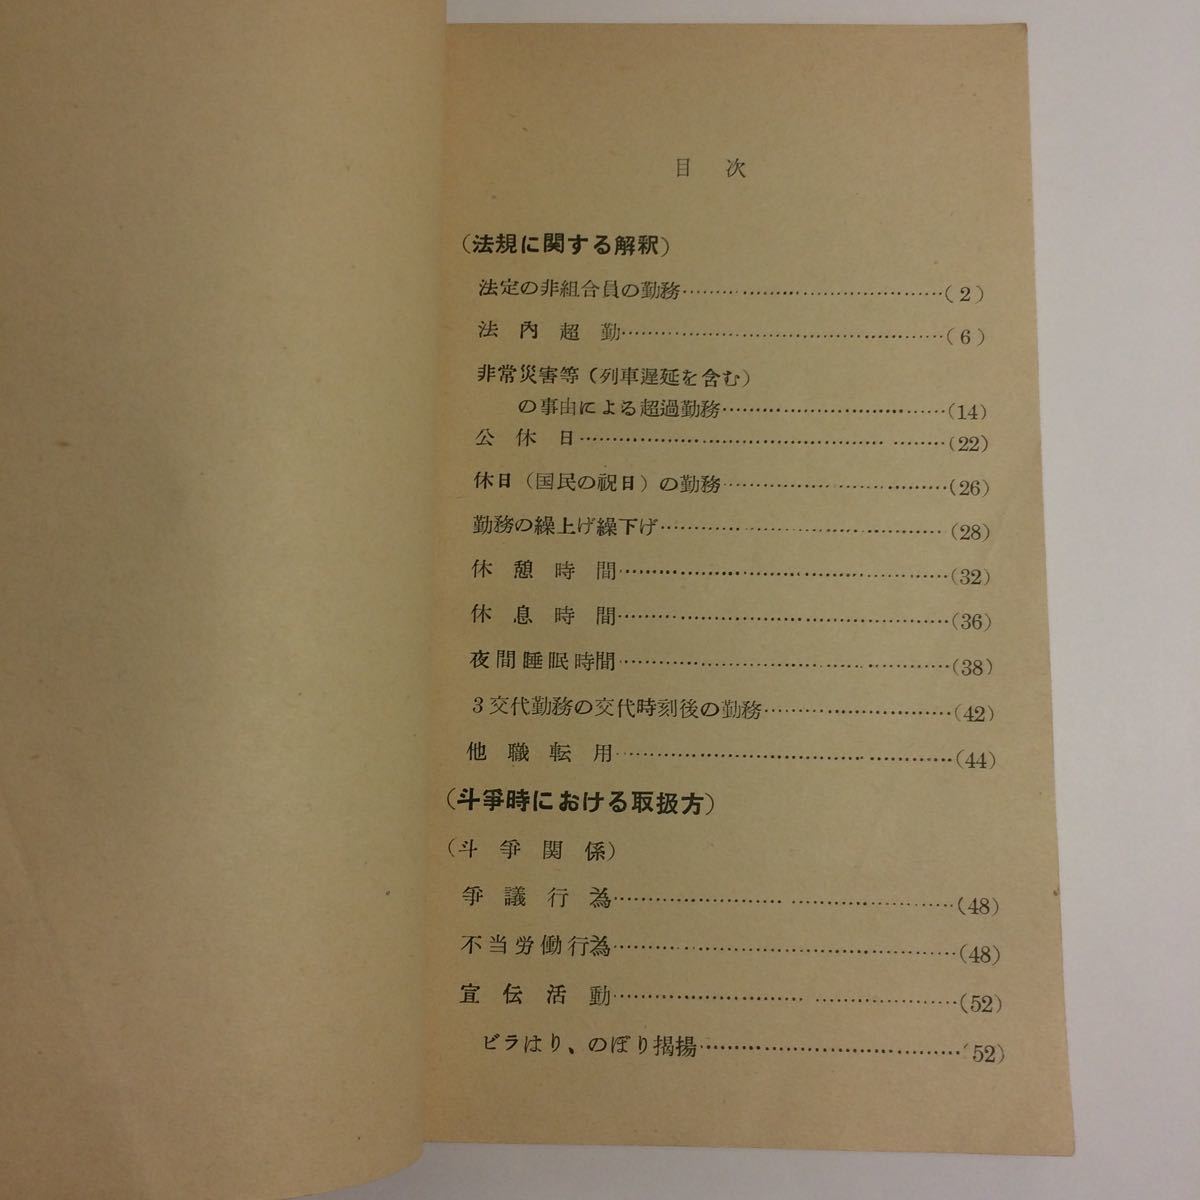 目次
(法規に関する解釈)
法定の非組合員の勤務…………………………………(2)
法内超勤…………………………………………(6)
非常災害等(列車遅延を含む)
の事由による超過勤務……………………………(14)
公休日………………………………………………(22)
休日(国民の祝日)の勤務……………………………(26)
勤務の繰上げ繰下げ……………………………………(28)
休憩時間…………………………………………(32)
休息時間…………………………………………(36)
夜間睡眠時間…………………………………………(38)
3交代勤務の交代時刻後の勤務………………………(42)
他職転用…………………………………………(44)
(斗爭時における取扱方)
(斗爭関係)
爭議行為…………………………………………(48)
不当労働行為…………………………………………(48)
宣伝活動…………………………………………(52)
ビラはり、のぼり掲揚…………………………………(52)